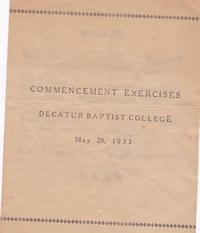 COMMENCEMENT EXERCISES
DECATUR BAPTIST COLLEGE
May 29, 1933